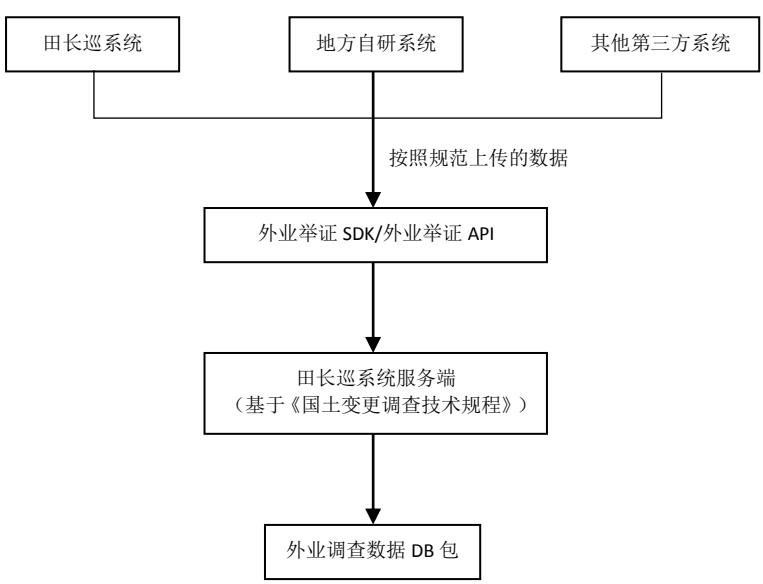 田长巡系统
地方自研系统
其他第三方系统
按照规范上传的数据
外业举证 SDK/外业举证 API
田长巡系统服务端
（基于《国土变更调查技术规程》）
外业调查数据 DB 包